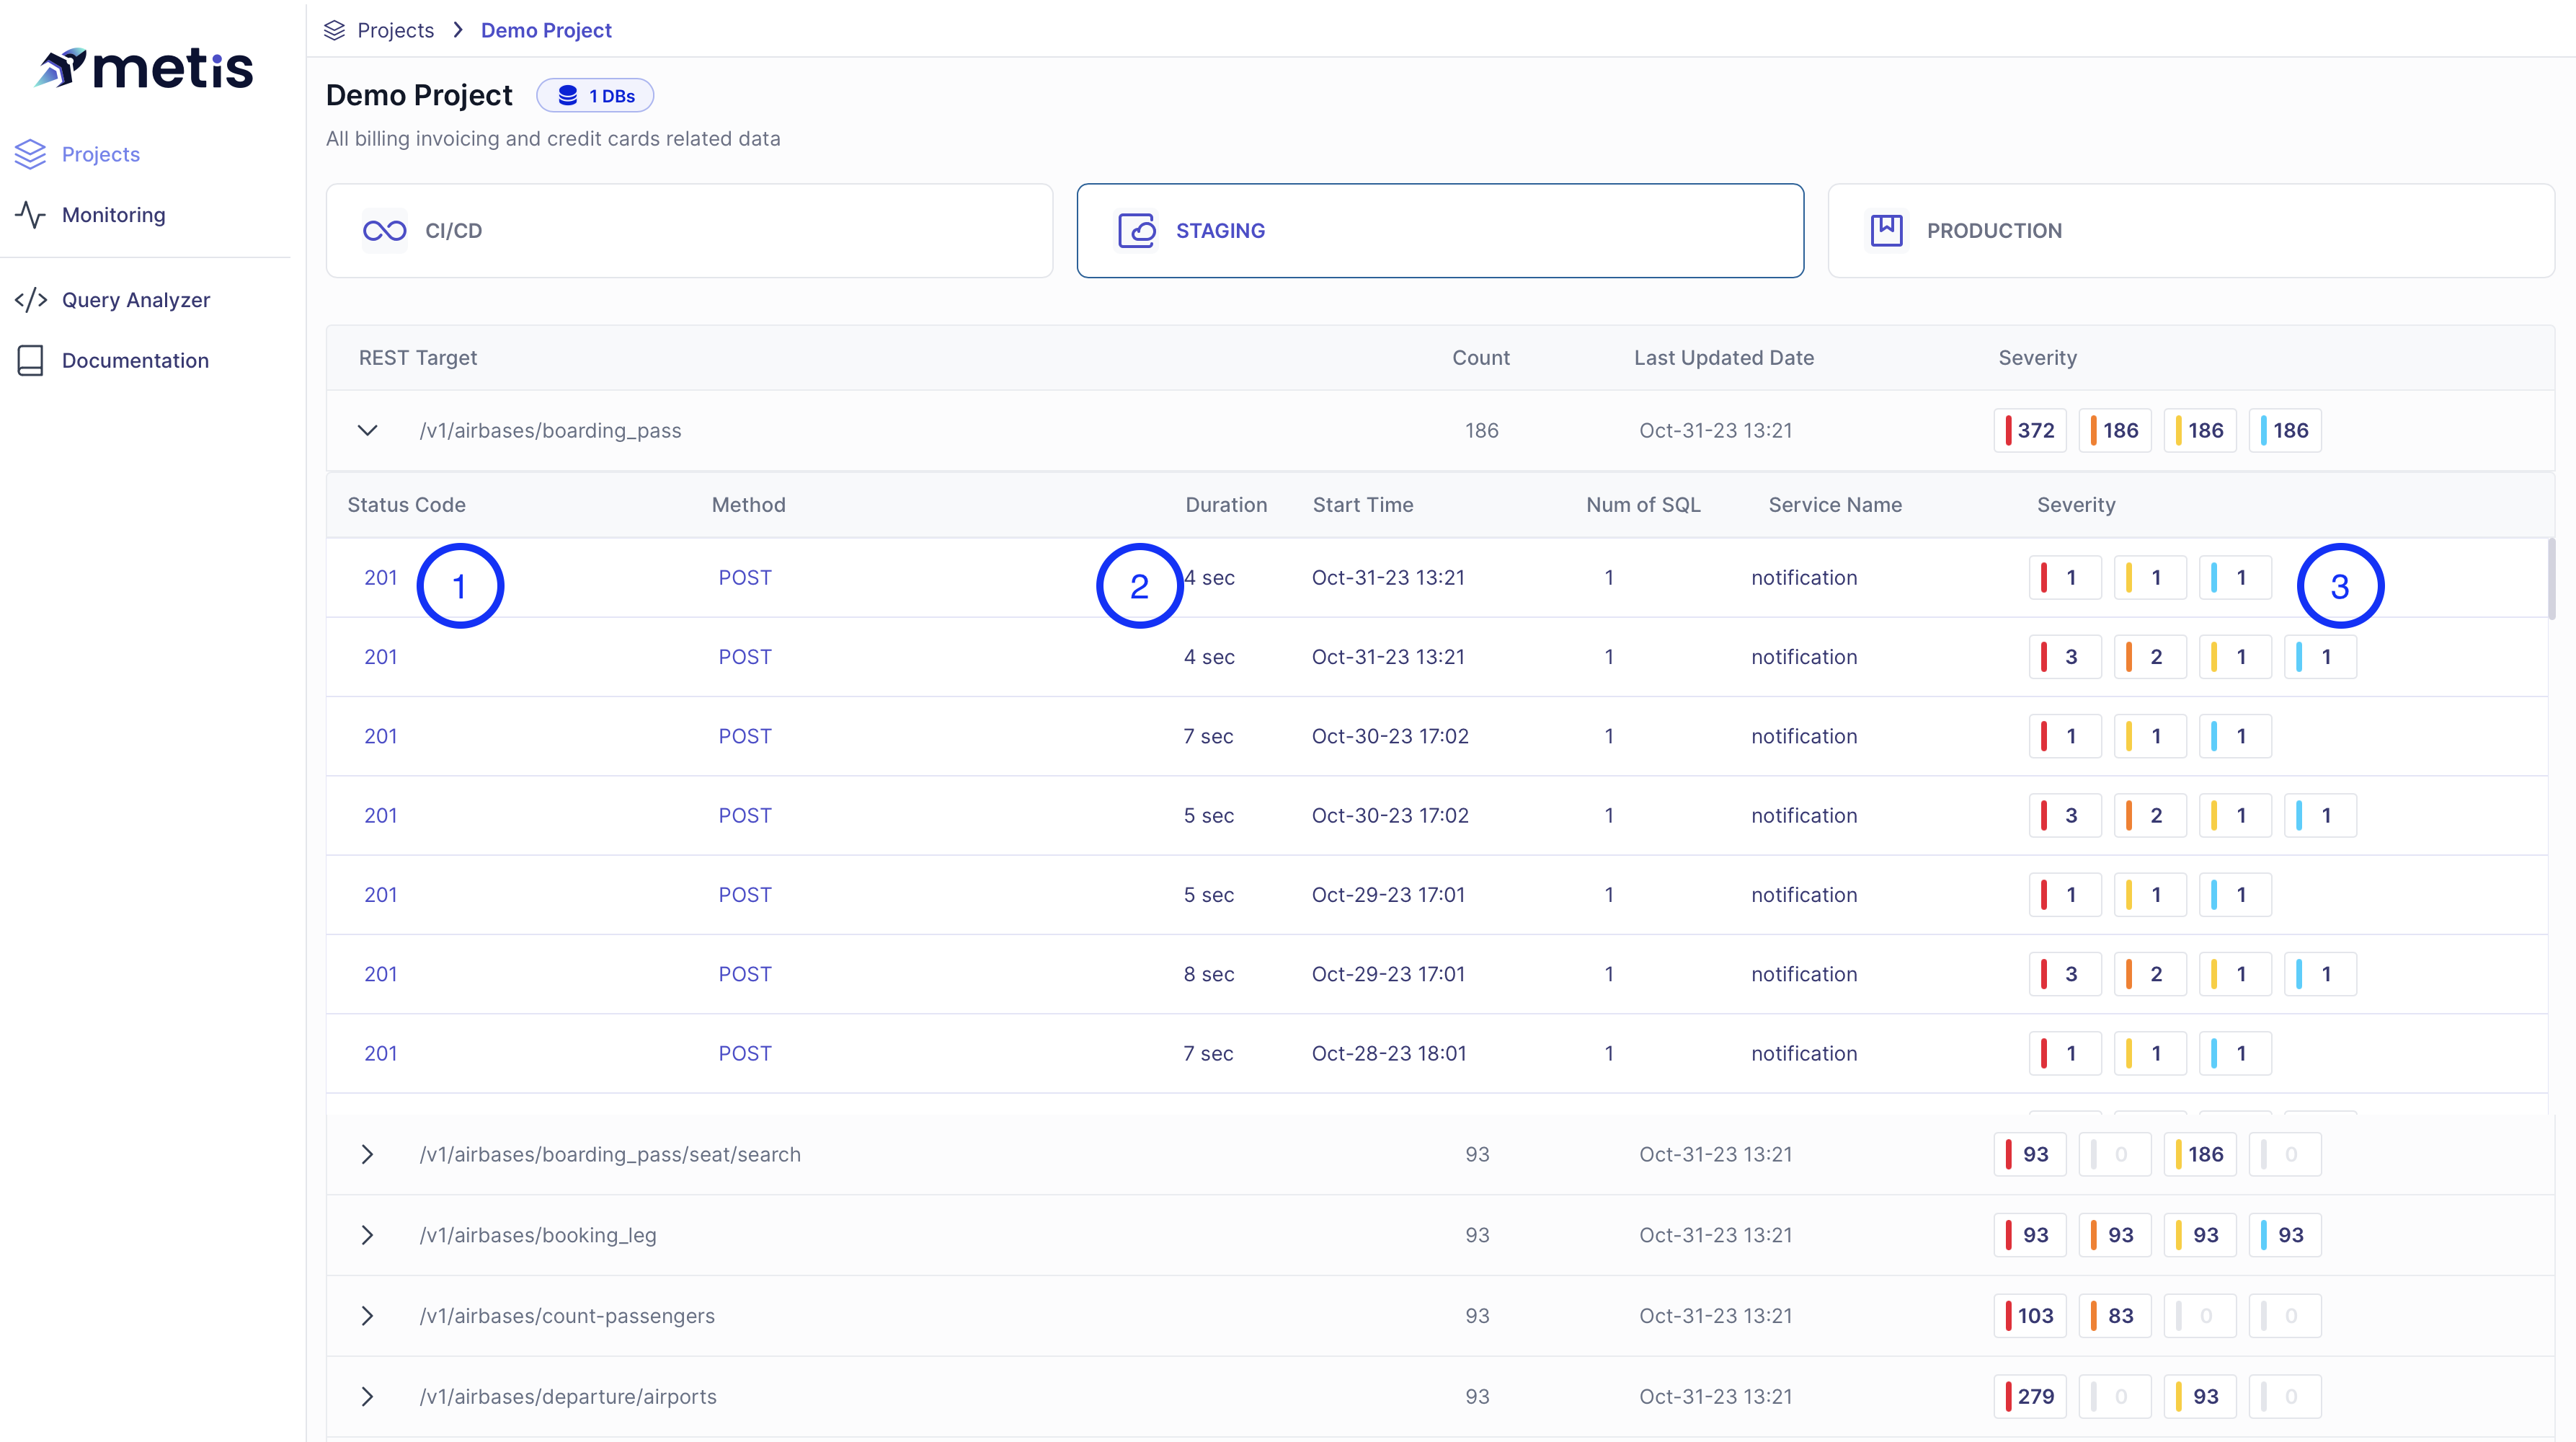 Projects > Demo Project
metis
Demo Project 1 DBs
All billing invoicing and credit cards related data
Projects
Monitoring
Query Analyzer
Documentation
CI/CD STAGING PRODUCTION
REST Target Count Last Updated Date Severity
/v1/airbases/boarding_pass 186 Oct-31-23 13:21 372 186 186 186
Status Code Method Duration Start Time Num of SQL Service Name Severity
201 1 POST 2 4 sec Oct-31-23 13:21 1 notification 1 1 1 3
201 POST 4 sec Oct-31-23 13:21 1 notification 3 2 1 1
201 POST 7 sec Oct-30-23 17:02 1 notification 1 1 1
201 POST 5 sec Oct-30-23 17:02 1 notification 3 2 1 1
201 POST 5 sec Oct-29-23 17:01 1 notification 1 1 1
201 POST 8 sec Oct-29-23 17:01 1 notification 3 2 1 1
201 POST 7 sec Oct-28-23 18:01 1 notification 1 1 1
/v1/airbases/boarding_pass/seat/search 93 Oct-31-23 13:21 93 0 186 0
/v1/airbases/booking_leg 93 Oct-31-23 13:21 93 93 93 93
/v1/airbases/count-passengers 93 Oct-31-23 13:21 103 83 0 0
/v1/airbases/departure/airports 93 Oct-31-23 13:21 279 0 93 0